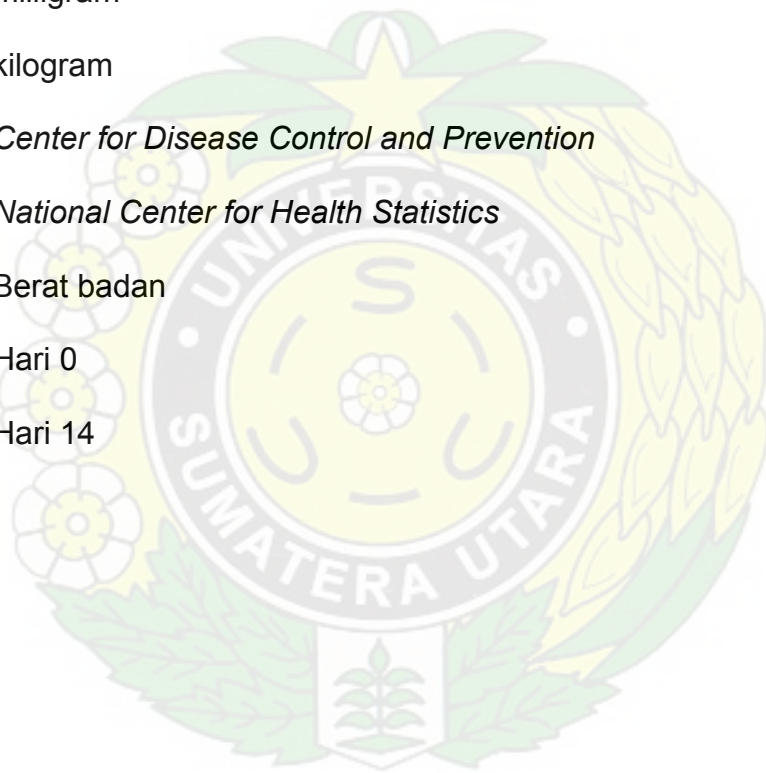 kilogram
Center for Disease Control and Prevention
National Center for Health Statistics
Berat badan
Hari 0
Hari 14
UNIVERSITAS
U S U
SUMATERA UTARA